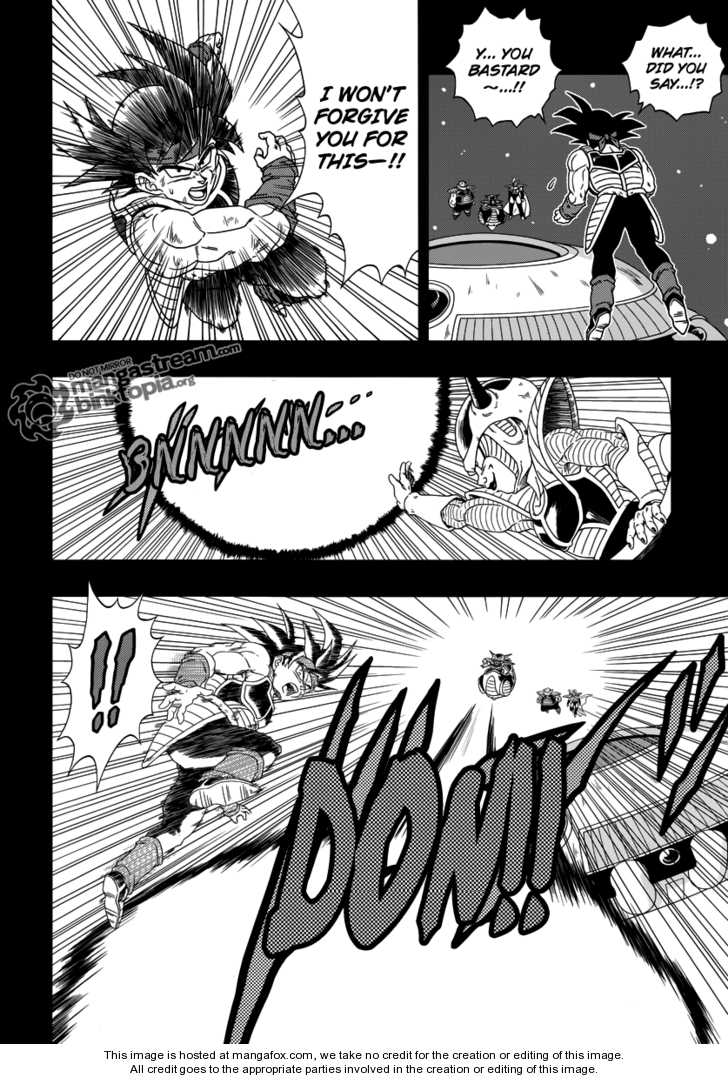 WHAT...
DID YOU
SAY...!?
Y... YOU
BASTARD
~...!!
I WON'T
FORGIVE
YOU FOR
THIS—!!
DO NOT MIRROR
mangastream.com
binktopia.org
BNNNNNN...
!!
DON!!
This image is hosted at mangafox.com, we take no credit for the creation or editing of this image.
All credit goes to the appropriate parties involved in the creation or editing of this image.